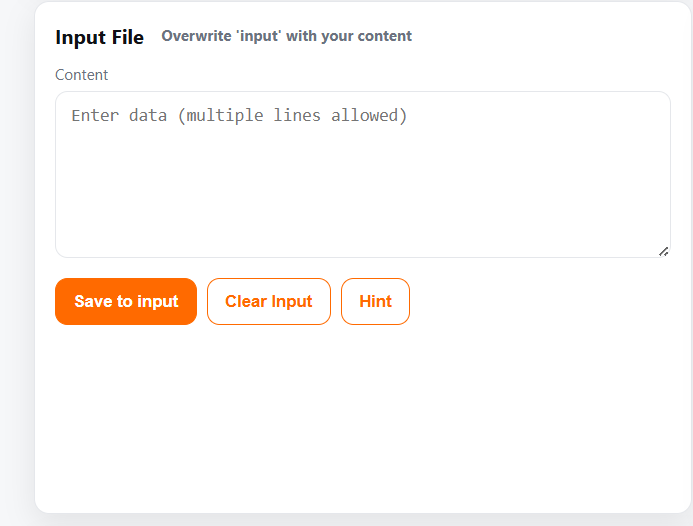 Input File Overwrite 'input' with your content
Content
Enter data (multiple lines allowed)
Save to input Clear Input Hint